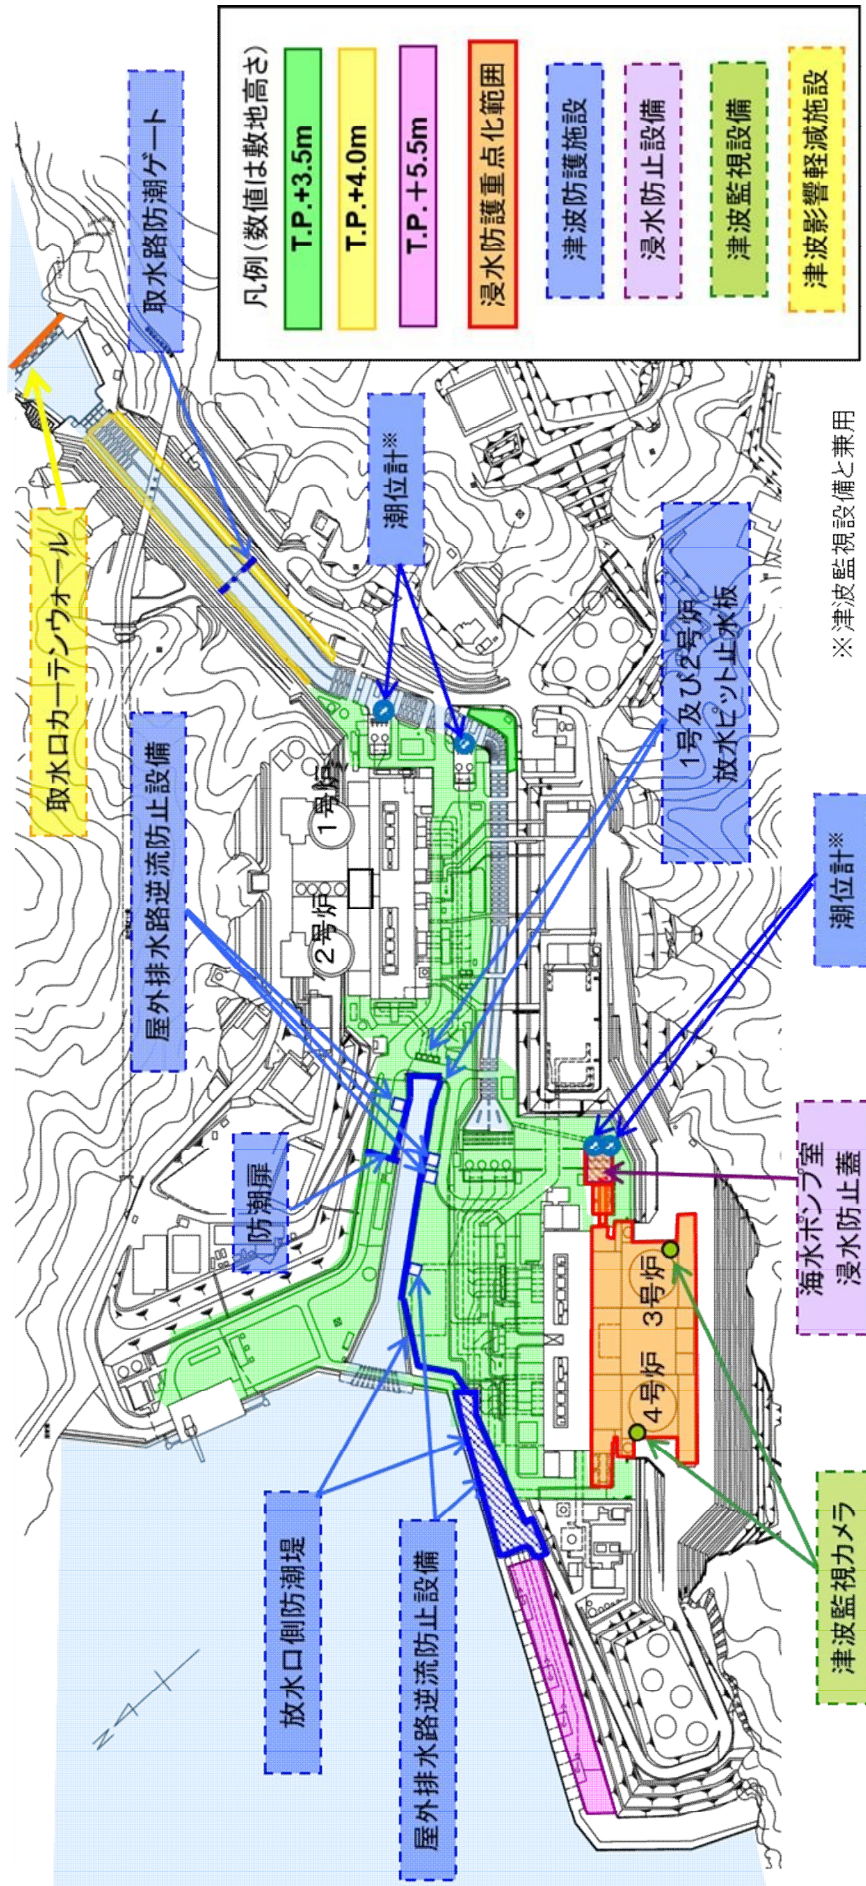 凡例(数値は敷地高さ)
T.P.+3.5m
T.P.+4.0m
T.P.+5.5m
浸水防護重点化範囲
津波防護施設
浸水防止設備
津波監視設備
津波影響軽減施設
取水路防潮ゲート
取水口カーテンウォール
潮位計※
屋外排水路逆流防止設備
1号炉
2号炉
1号及び2号炉
放水ピット止水板
防潮扉
潮位計※
海水ポンプ室
浸水防止蓋
3号炉
4号炉
放水口側防潮堤
屋外排水路逆流防止設備
津波監視カメラ
N
※津波監視設備と兼用